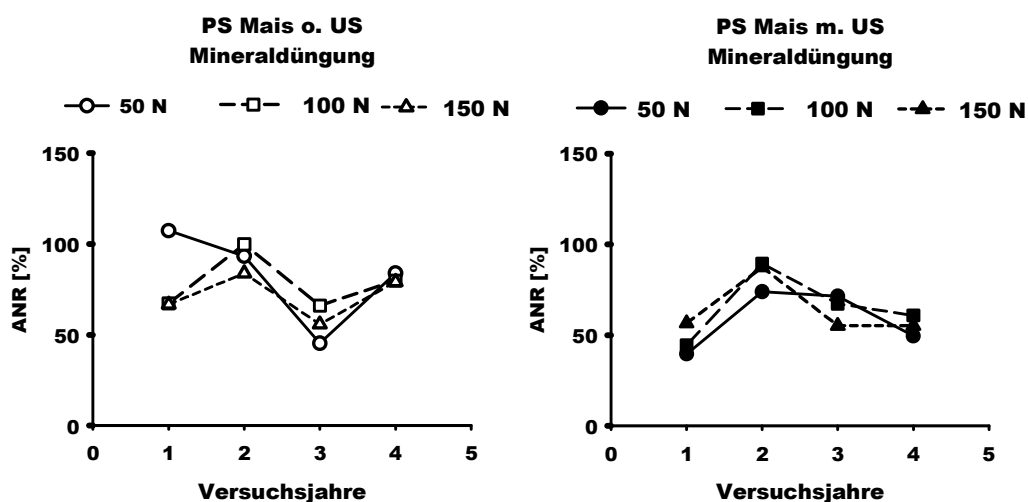 PS Mais o. US
Mineraldüngung
50 N 100 N 150 N
150
100
50
0
ANR [%]
0 1 2 3 4 5
Versuchsjahre
PS Mais m. US
Mineraldüngung
50 N 100 N 150 N
150
100
50
0
ANR [%]
0 1 2 3 4 5
Versuchsjahre